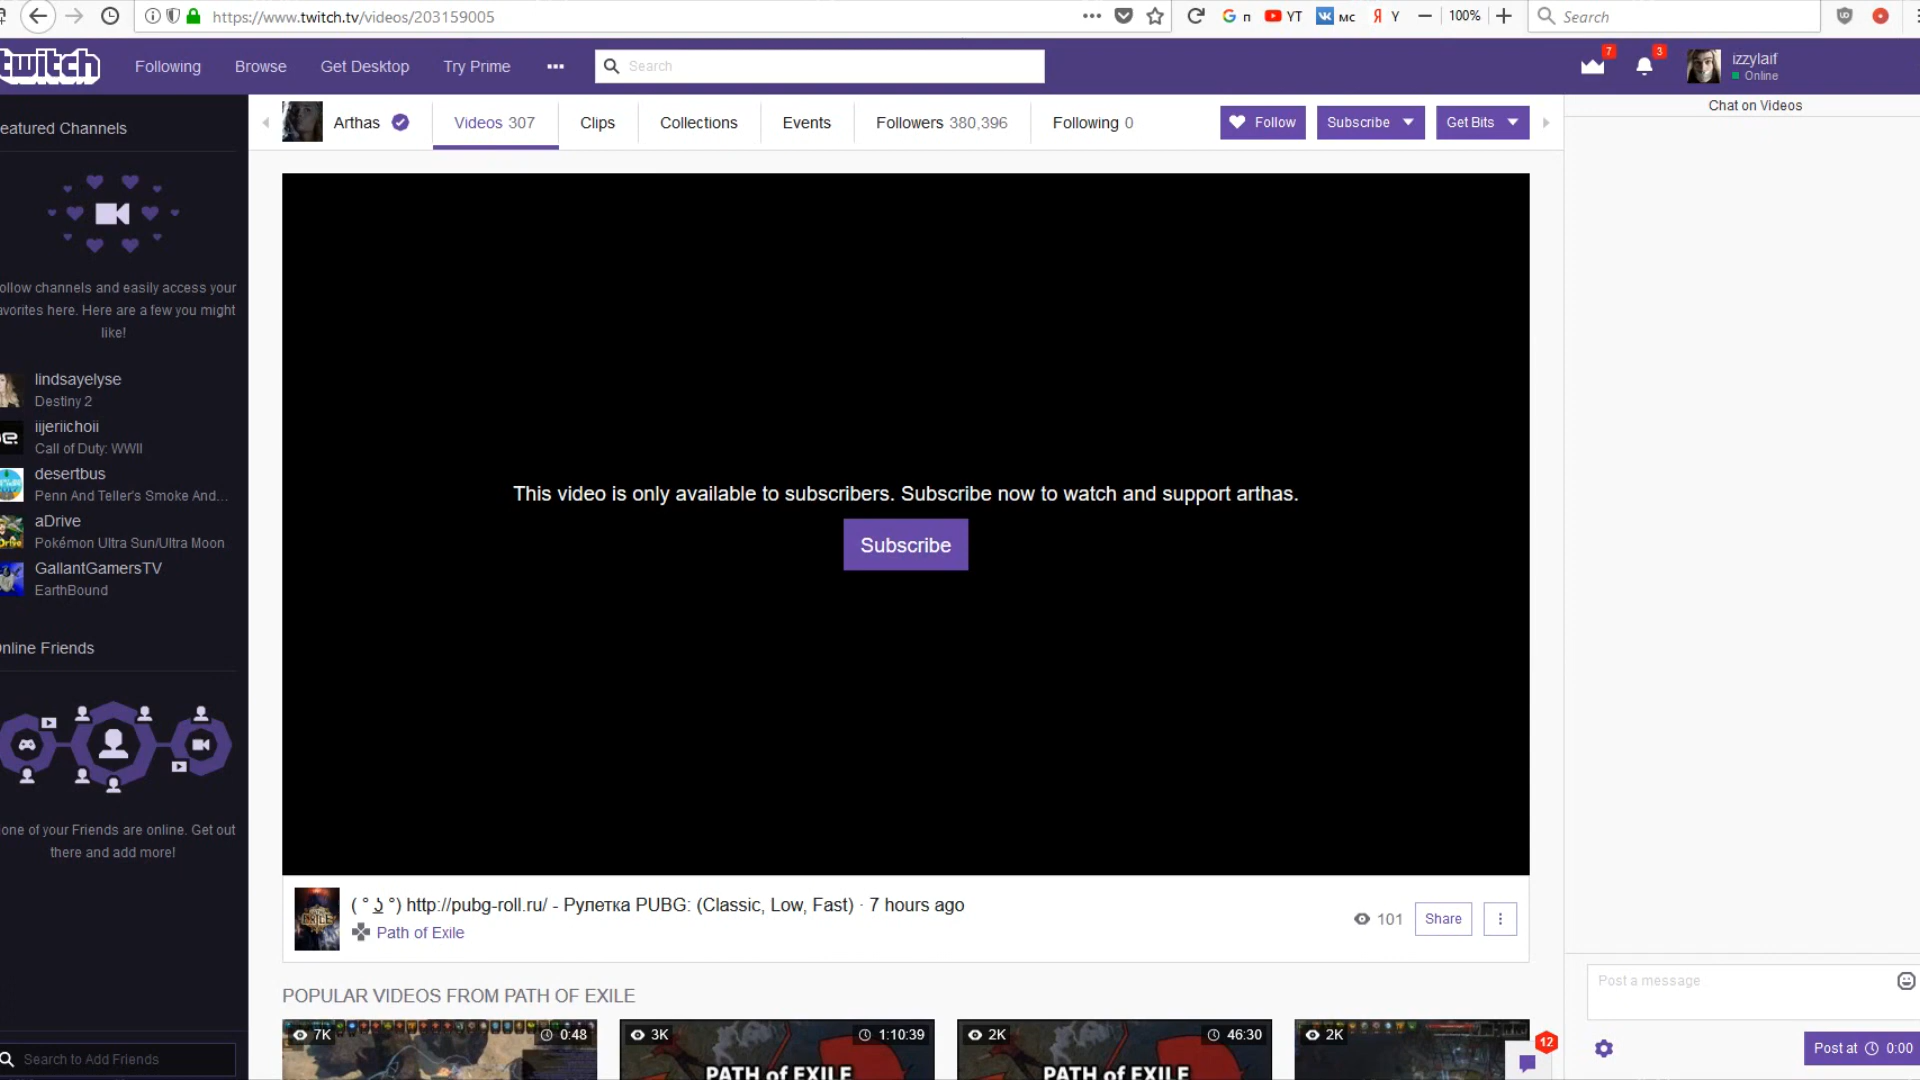 https://www.twitch.tv/videos/203159005
G п
YT
мс
Я Y
100%
Search
twitch
Following
Browse
Get Desktop
Try Prime
Search
7
3
izzylaif
Online
eatured Channels
ollow channels and easily access your
avorites here. Here are a few you might
like!
lindsayelyse
Destiny 2
iijeriichoii
Call of Duty: WWII
desertbus
Penn And Teller's Smoke And...
aDrive
Pokémon Ultra Sun/Ultra Moon
GallantGamersTV
EarthBound
nline Friends
one of your Friends are online. Get out
there and add more!
Search to Add Friends
Arthas
Videos 307
Clips
Collections
Events
Followers 380,396
Following 0
Follow
Subscribe
Get Bits
This video is only available to subscribers. Subscribe now to watch and support arthas.
Subscribe
( ° ʖ °) http://pubg-roll.ru/ - Рулетка PUBG: (Classic, Low, Fast) · 7 hours ago
Path of Exile
101
Share
POPULAR VIDEOS FROM PATH OF EXILE
7K
0:48
3K
1:10:39
PATH of EXILE
2K
46:30
PATH of EXILE
2K
Chat on Videos
Post a message
12
Post at 0:00